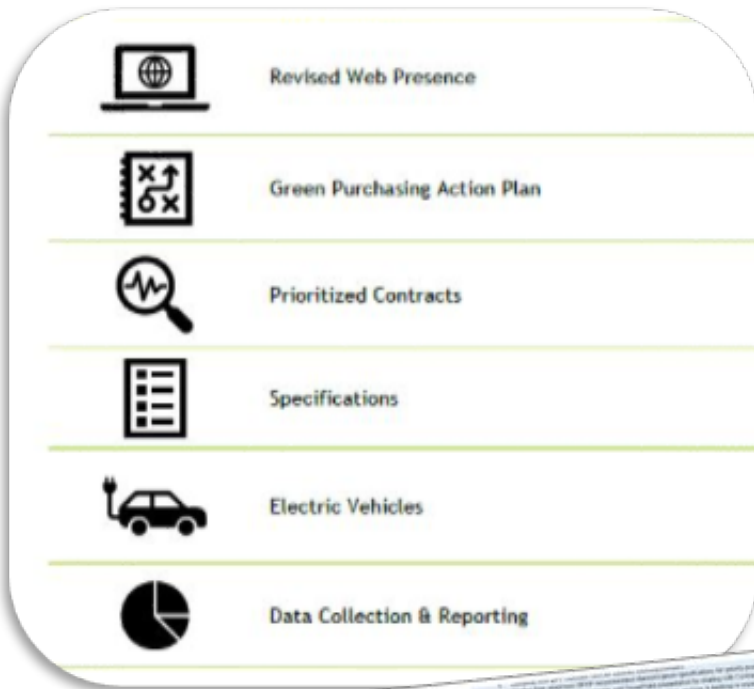 Revised Web Presence
Green Purchasing Action Plan
Prioritized Contracts
Specifications
Electric Vehicles
Data Collection & Reporting